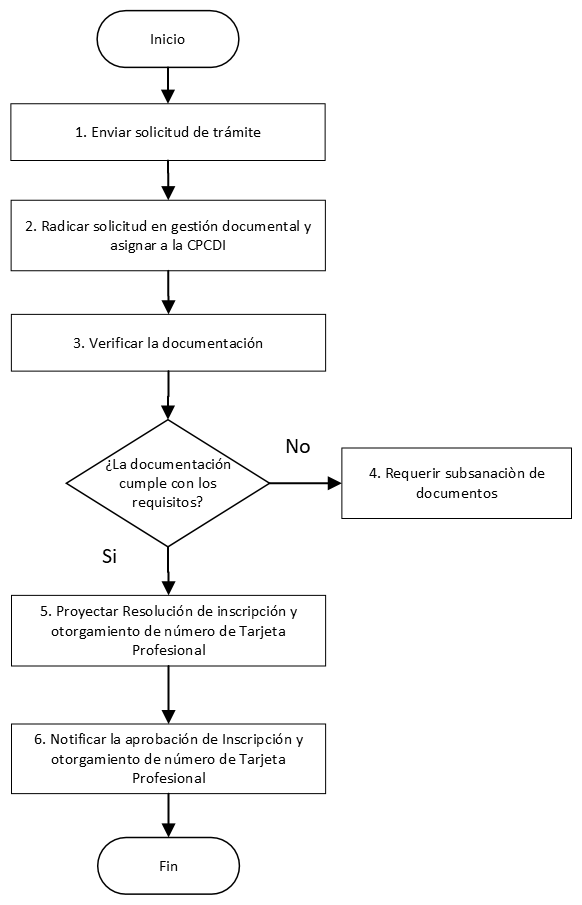 Inicio
1. Enviar solicitud de trámite
2. Radicar solicitud en gestión documental y
asignar a la CPCDI
3. Verificar la documentación
¿La documentación
cumple con los
requisitos?
No
4. Requerir subsanaciòn de
documentos
Si
5. Proyectar Resolución de inscripción y
otorgamiento de número de Tarjeta
Profesional
6. Notificar la aprobación de Inscripción y
otorgamiento de número de Tarjeta
Profesional
Fin